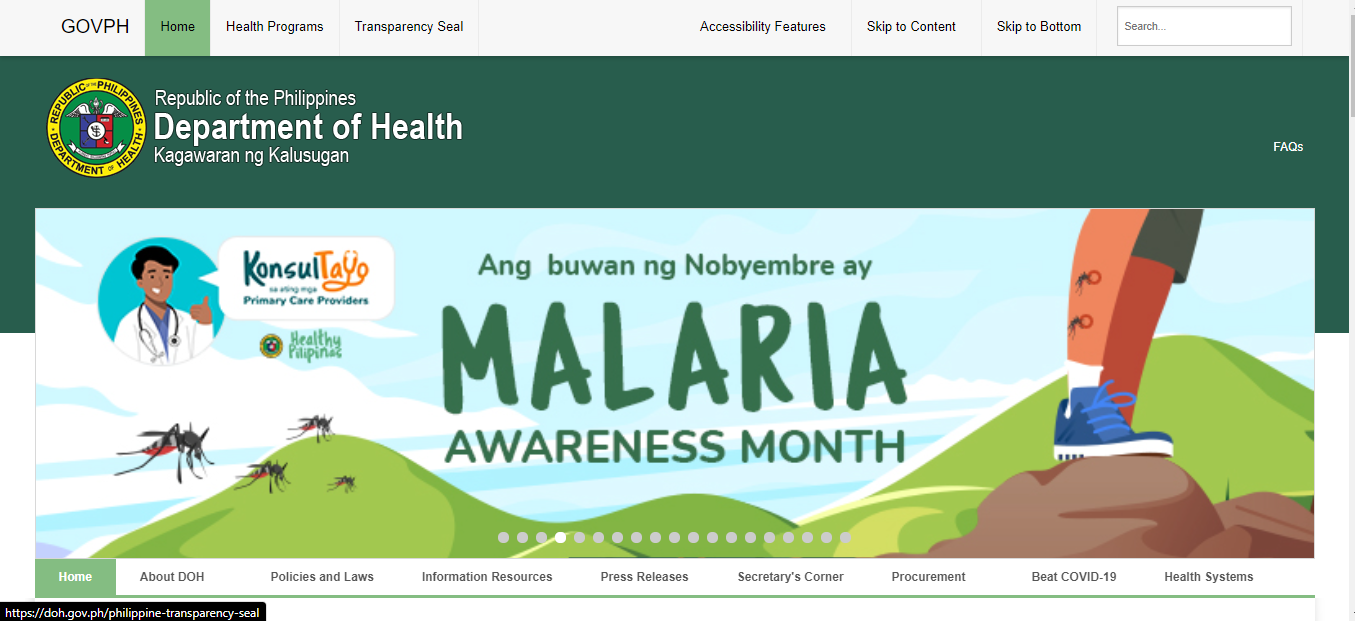 GOVPH Home Health Programs Transparency Seal Accessibility Features Skip to Content Skip to Bottom Search...
REPUBLIC OF THE PHILIPPINES
DEPARTMENT OF HEALTH
Republic of the Philippines
Department of Health
Kagawaran ng Kalusugan
FAQs
KonsulTayo
sa ating mga
Primary Care Providers
Healthy
Pilipinas
Ang buwan ng Nobyembre ay
MALARIA
AWARENESS MONTH
Home About DOH Policies and Laws Information Resources Press Releases Secretary's Corner Procurement Beat COVID-19 Health Systems
https://doh.gov.ph/philippine-transparency-seal